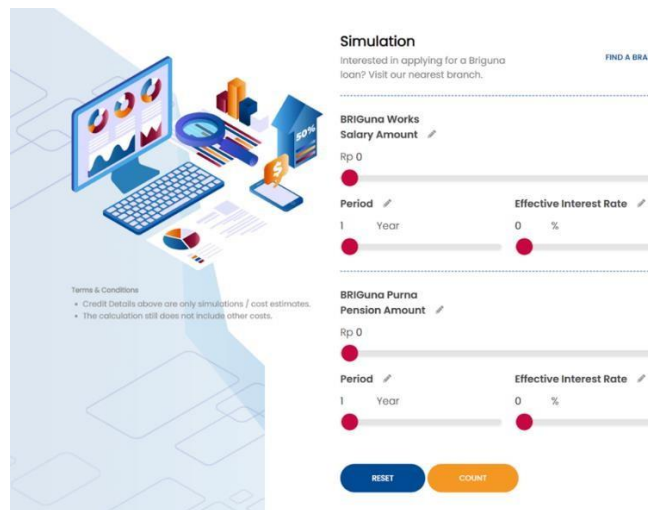 50%
$
Terms & Conditions
• Credit Details above are only simulations / cost estimates.
• The calculation still does not include other costs.
Simulation
Interested in applying for a Briguna
loan? Visit our nearest branch.
FIND A BRA
BRIGuna Works
Salary Amount
Rp 0
Period
Effective Interest Rate
1 Year
0 %
BRIGuna Purna
Pension Amount
Rp 0
Period
Effective Interest Rate
1 Year
0 %
RESET
COUNT